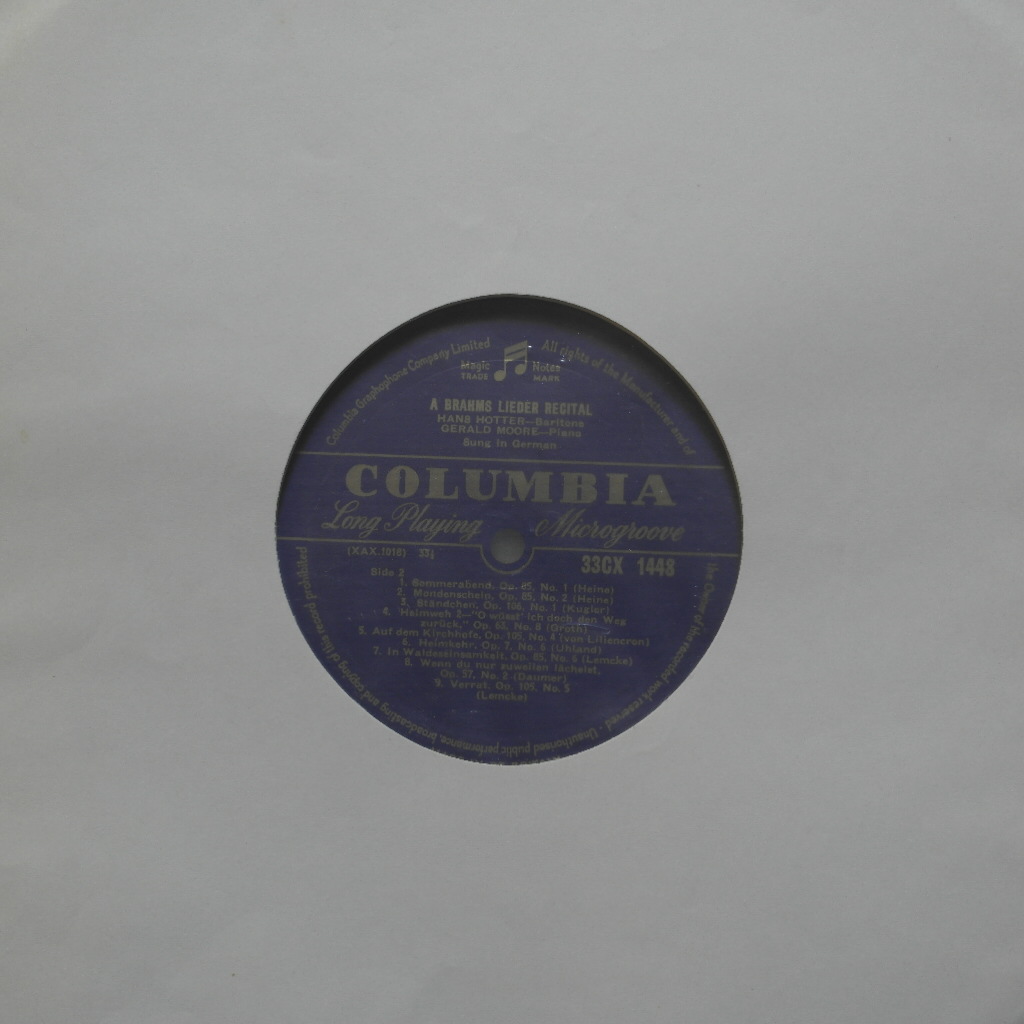 Columbia Graphophone Company Limited
All rights of the Manufacturer and of
the Owner of the recorded work reserved · Unauthorised public performance, broadcasting and copying of this record prohibited
Magic Notes
TRADE MARK
A BRAHMS LIEDER RECITAL
HANS HOTTER—Baritone
GERALD MOORE—Piano
Sung in German
COLUMBIA
Long Playing Microgroove
(XAX.1016) 33⅓
33CX 1448
Side 2
1. Sommerabend, Op. 85, No. 1 (Heine)
2. Mondenschein, Op. 85, No. 2 (Heine)
3. Ständchen, Op. 106, No. 1 (Kugler)
4. Heimweh 2—"O wüsst' ich doch den Weg
zurück," Op. 63, No. 8 (Groth)
5. Auf dem Kirchhofe, Op. 105, No. 4 (von Liliencron)
6. Heimkehr, Op. 7, No. 6 (Uhland)
7. In Waldeseinsamkeit, Op. 85, No. 6 (Lemcke)
8. Wenn du nur zuweilen lächelst,
Op. 57, No. 2 (Daumer)
9. Verrat, Op. 105, No. 5
(Lemcke)